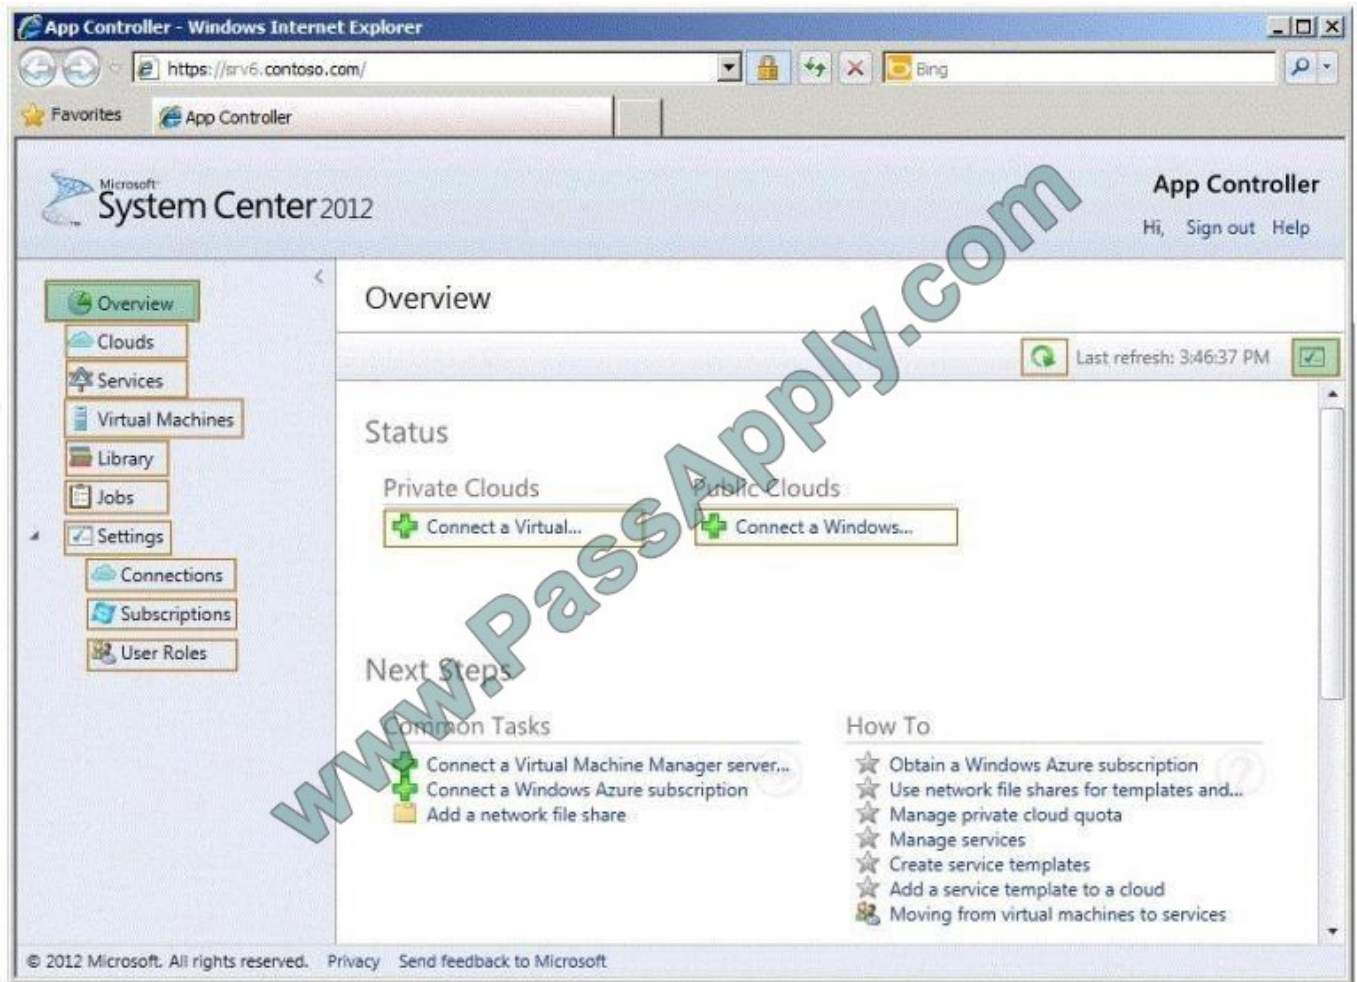 App Controller - Windows Internet Explorer
https://srv6.contoso.com/
Bing
Favorites
App Controller
Microsoft
System Center 2012
App Controller
Hi, Sign out Help
Overview
Clouds
Services
Virtual Machines
Library
Jobs
Settings
Connections
Subscriptions
User Roles
Overview
Last refresh: 3:46:37 PM
Status
Private Clouds
Connect a Virtual...
Public Clouds
Connect a Windows...
Next Steps
Common Tasks
Connect a Virtual Machine Manager server...
Connect a Windows Azure subscription
Add a network file share
How To
Obtain a Windows Azure subscription
Use network file shares for templates and...
Manage private cloud quota
Manage services
Create service templates
Add a service template to a cloud
Moving from virtual machines to services
© 2012 Microsoft. All rights reserved. Privacy Send feedback to Microsoft
www.PassApply.com